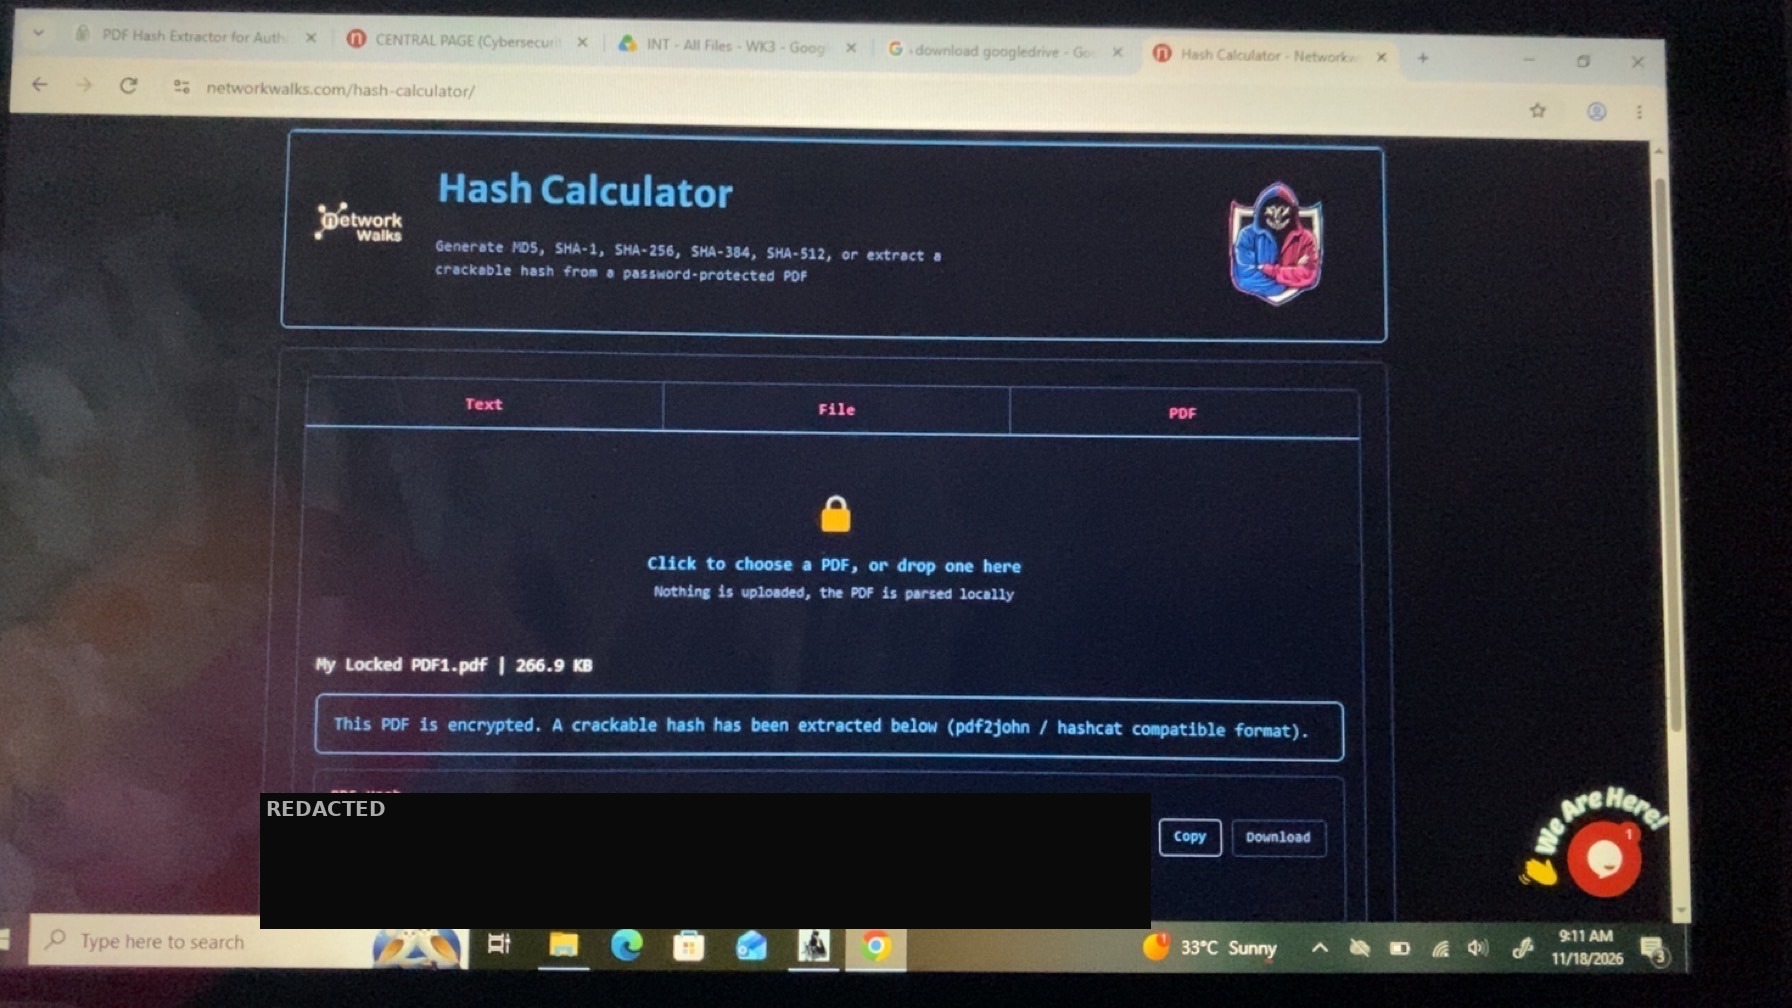 PDF Hash Extractor for Auth
CENTRAL PAGE (Cybersecuri
INT - All Files - WK3 - Goog
download googledrive - Go
Hash Calculator - Networkw
networkwalks.com/hash-calculator/
network
Walks
Hash Calculator
Generate MD5, SHA-1, SHA-256, SHA-384, SHA-512, or extract a
crackable hash from a password-protected PDF
Text
File
PDF
Click to choose a PDF, or drop one here
Nothing is uploaded, the PDF is parsed locally
My Locked PDF1.pdf | 266.9 KB
This PDF is encrypted. A crackable hash has been extracted below (pdf2john / hashcat compatible format).
REDACTED
Copy
Download
We Are Here!
1
Type here to search
33°C Sunny
9:11 AM
11/18/2026
3